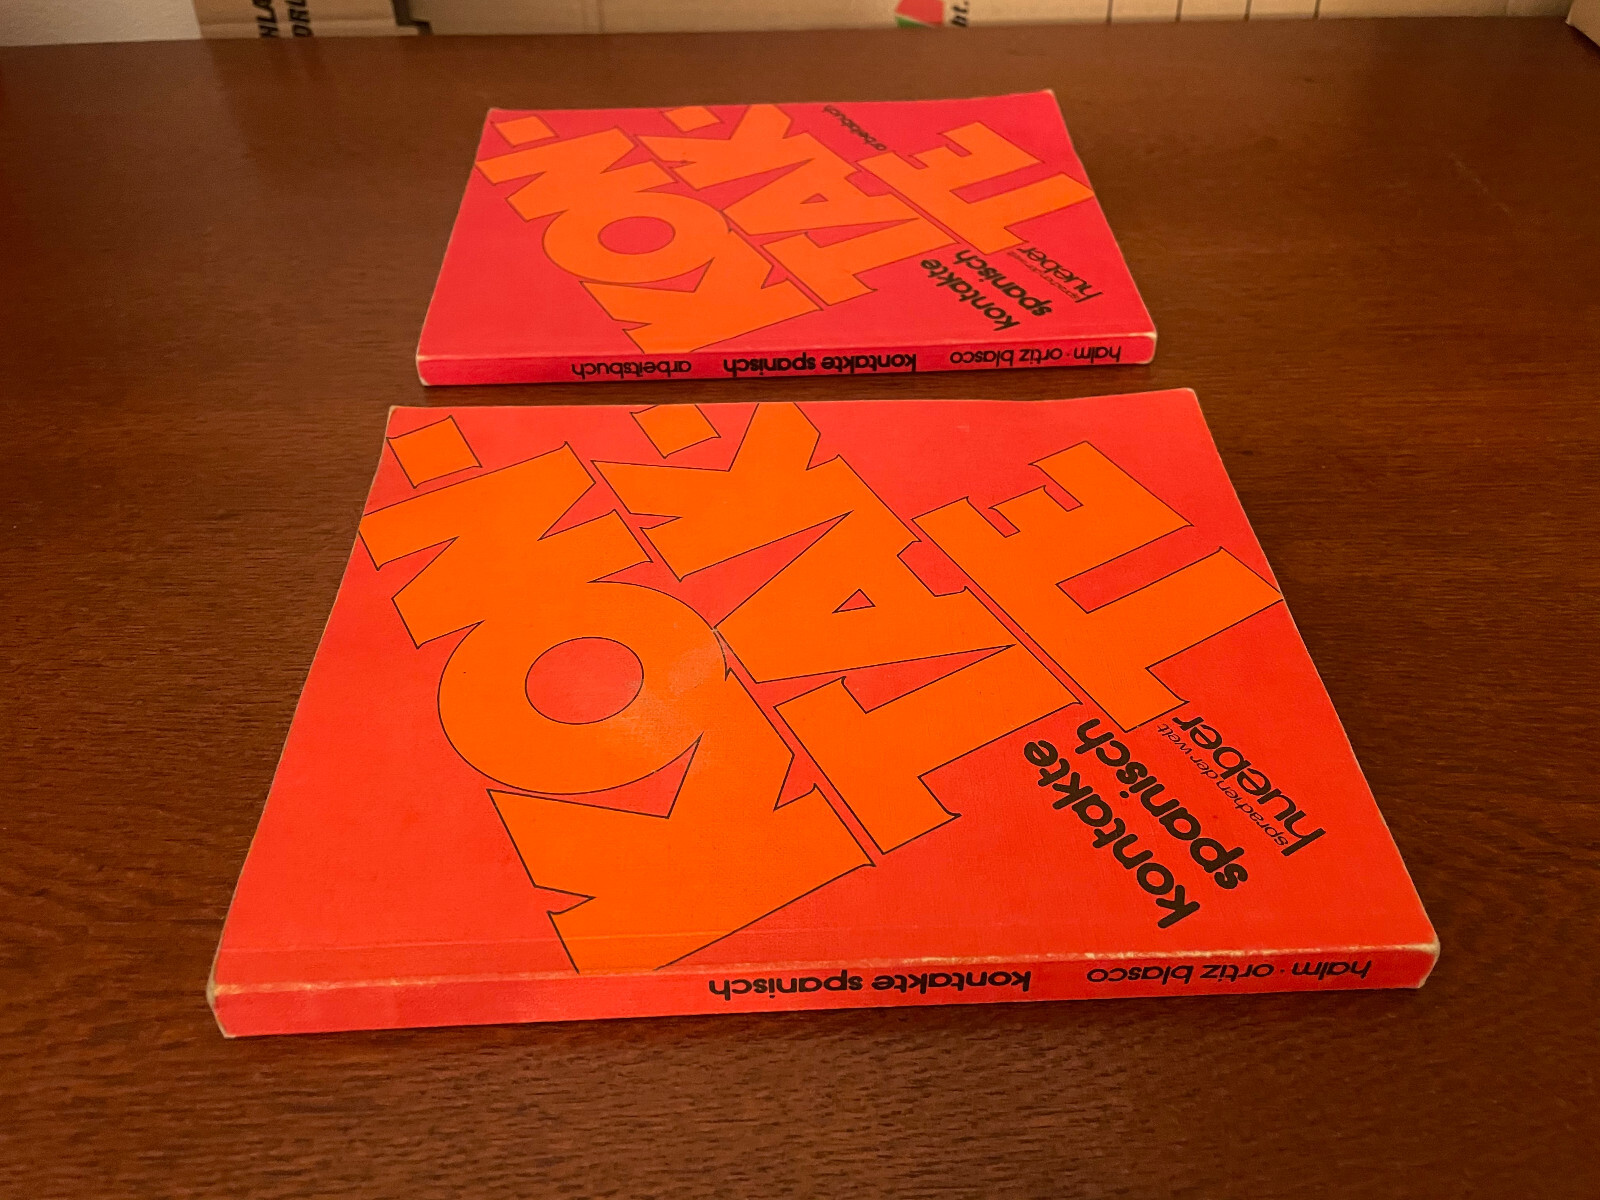 KON.
TAK.
TE
arbeitsbuch
kontakte
spanisch
hueber
halm · ortiz blasco kontakte spanisch arbeitsbuch
KON.
TAK.
TE
kontakte
spanisch
sprachen der welt
hueber
halm · ortiz blasco kontakte spanisch